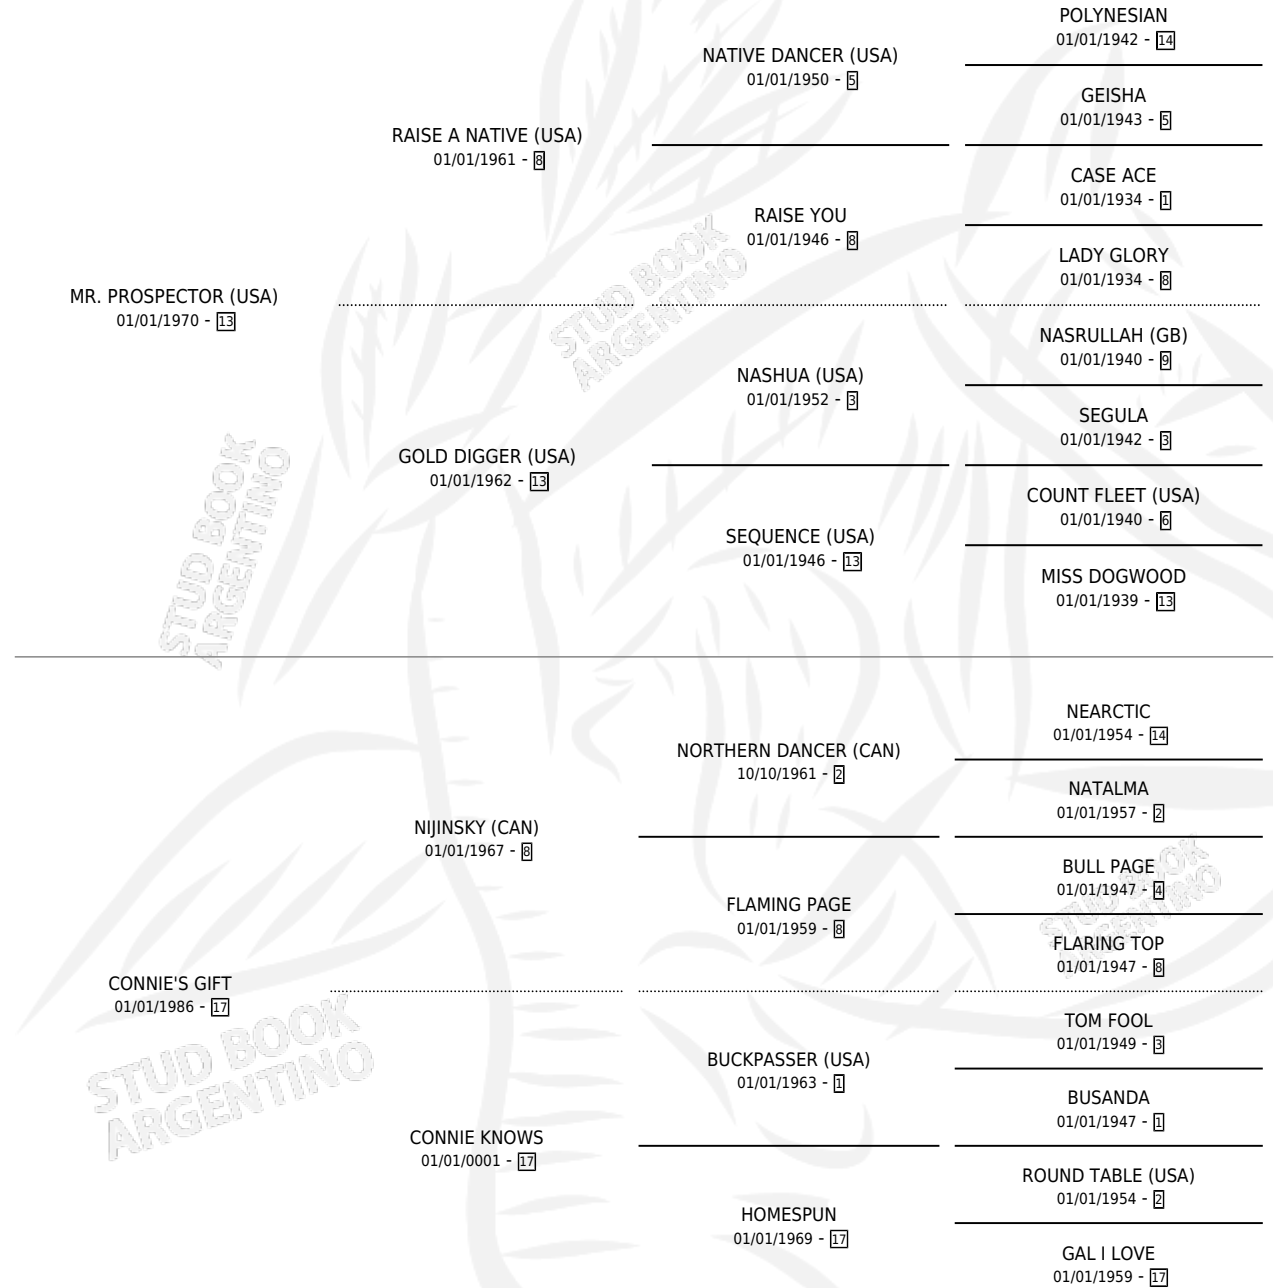 POLYNESIAN
01/01/1942 - 14
NATIVE DANCER (USA)
01/01/1950 - 5
GEISHA
01/01/1943 - 5
RAISE A NATIVE (USA)
01/01/1961 - 8
CASE ACE
01/01/1934 - 1
RAISE YOU
01/01/1946 - 8
LADY GLORY
01/01/1934 - 8
STUD BOOK
ARGENTINO
MR. PROSPECTOR (USA)
01/01/1970 - 13
NASRULLAH (GB)
01/01/1940 - 9
NASHUA (USA)
01/01/1952 - 3
SEGULA
01/01/1942 - 3
GOLD DIGGER (USA)
01/01/1962 - 13
COUNT FLEET (USA)
01/01/1940 - 6
SEQUENCE (USA)
01/01/1946 - 13
MISS DOGWOOD
01/01/1939 - 13
STUD BOOK
ARGENTINO
NEARCTIC
01/01/1954 - 14
NORTHERN DANCER (CAN)
10/10/1961 - 2
NATALMA
01/01/1957 - 2
NIJINSKY (CAN)
01/01/1967 - 8
BULL PAGE
01/01/1947 - 4
FLAMING PAGE
01/01/1959 - 8
FLARING TOP
01/01/1947 - 8
STUD BOOK
ARGENTINO
CONNIE'S GIFT
01/01/1986 - 17
TOM FOOL
01/01/1949 - 3
BUCKPASSER (USA)
01/01/1963 - 1
BUSANDA
01/01/1947 - 1
STUD BOOK
ARGENTINO
CONNIE KNOWS
01/01/0001 - 17
ROUND TABLE (USA)
01/01/1954 - 2
HOMESPUN
01/01/1969 - 17
GAL I LOVE
01/01/1959 - 17